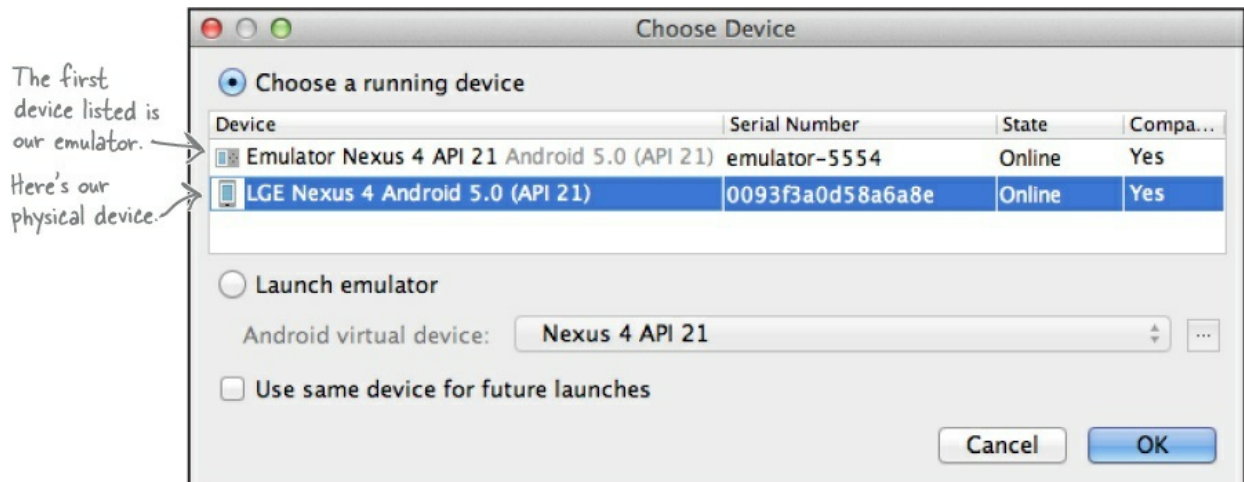 Choose Device
The first
device listed is
our emulator.
Here's our
physical device.
Choose a running device
Device Serial Number State Compa...
Emulator Nexus 4 API 21 Android 5.0 (API 21) emulator-5554 Online Yes
LGE Nexus 4 Android 5.0 (API 21) 0093f3a0d58a6a8e Online Yes
Launch emulator
Android virtual device: Nexus 4 API 21 ...
Use same device for future launches
Cancel OK